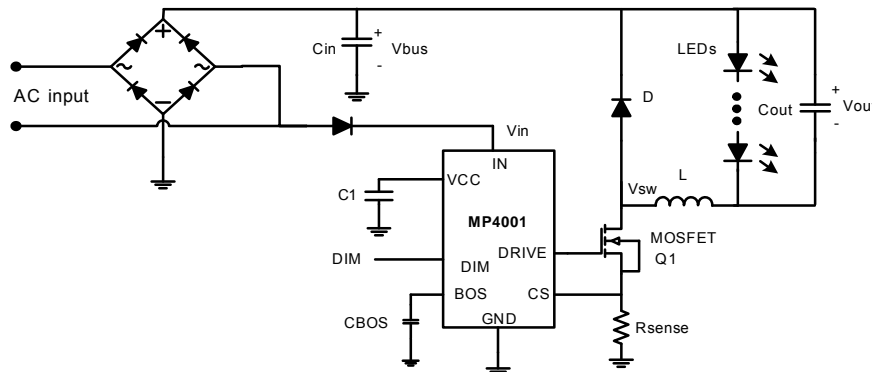 +
~
~
−
AC input
Cin
+
Vbus
-
LEDs
D
Cout
+
Vou
-
Vin
IN
VCC
C1
MP4001
Vsw
L
DRIVE
MOSFET
Q1
DIM
DIM
BOS
CS
CBOS
GND
Rsense